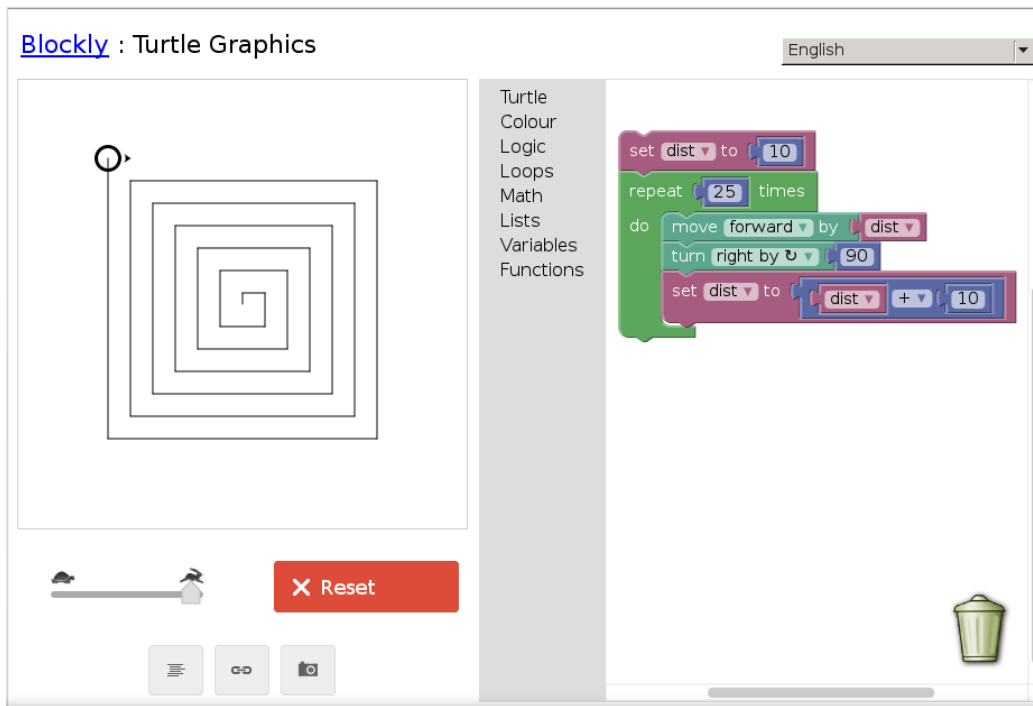 Blockly : Turtle Graphics
English
Turtle
Colour
Logic
Loops
Math
Lists
Variables
Functions
set dist to 10
repeat 25 times
do move forward by dist
turn right by ↻ 90
set dist to dist + 10
Reset